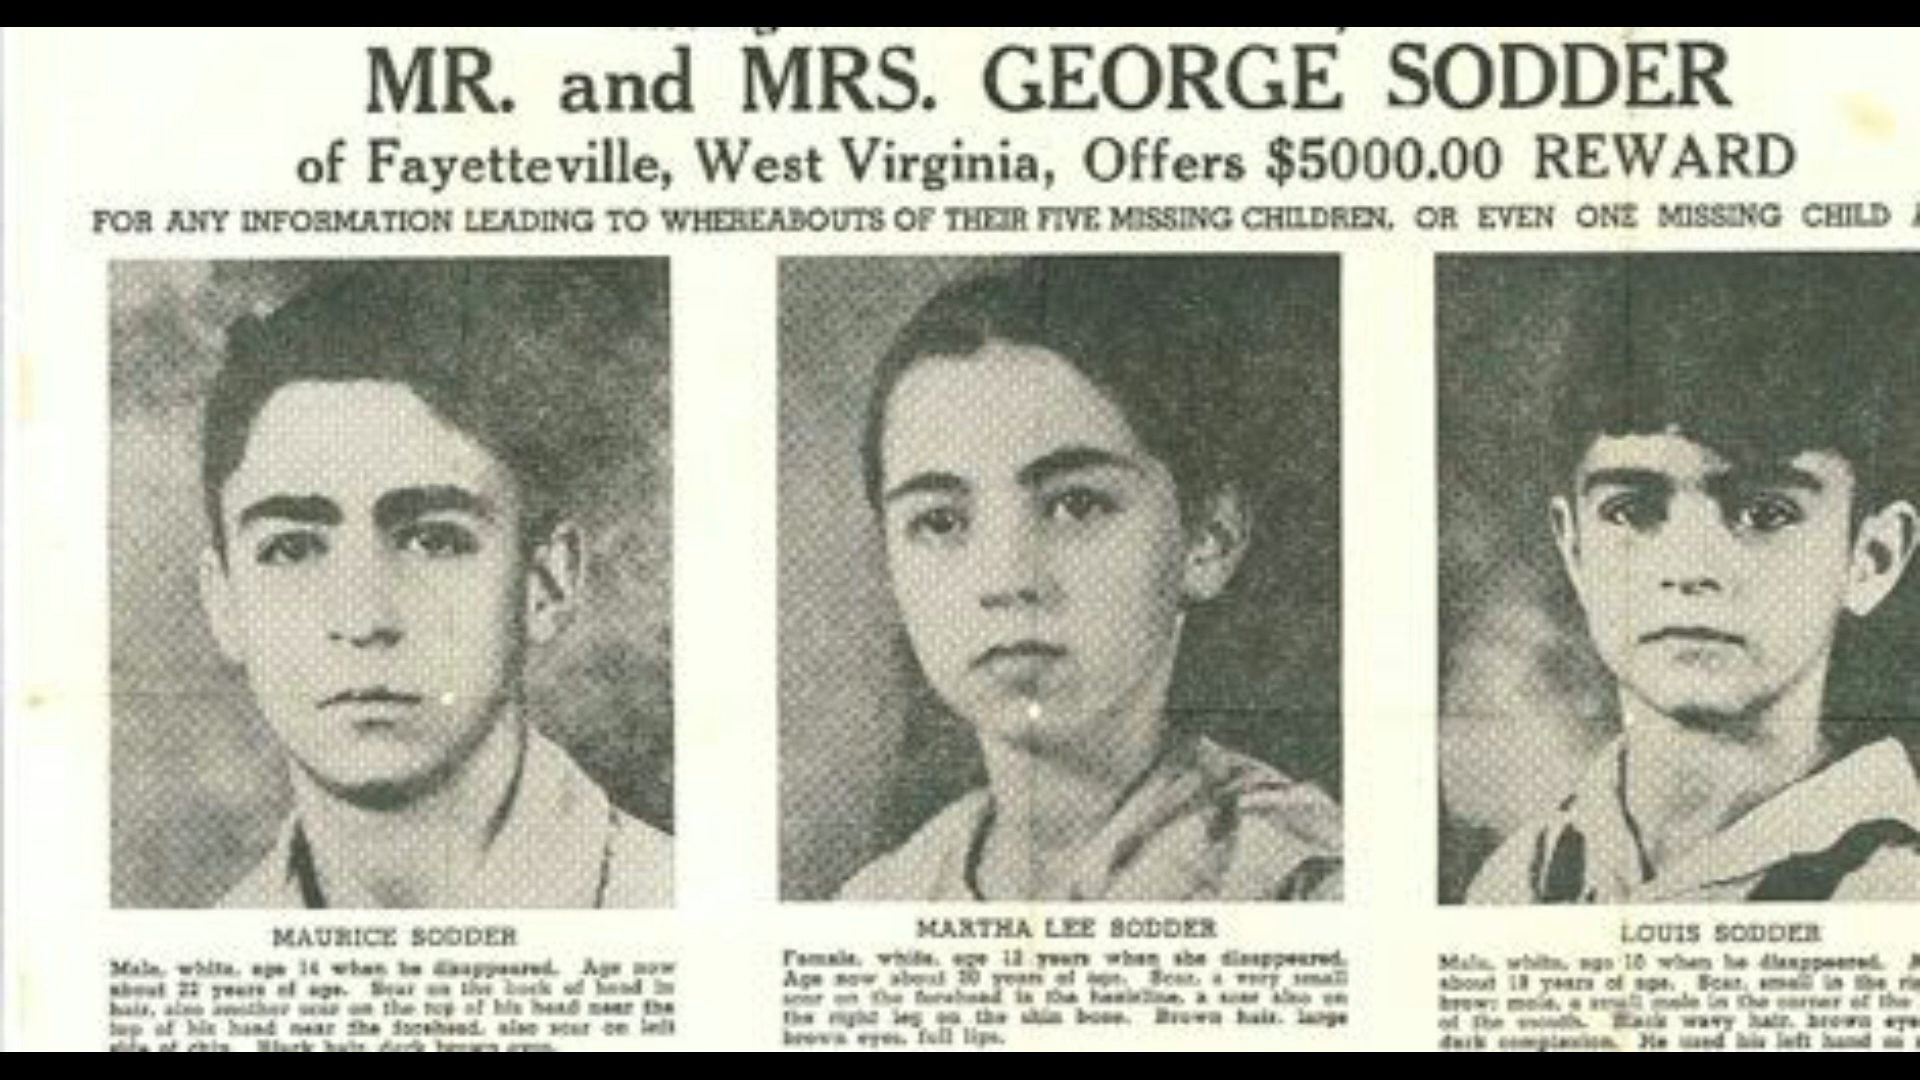 MR. and MRS. GEORGE SODDER
of Fayetteville, West Virginia, Offers $5000.00 REWARD
FOR ANY INFORMATION LEADING TO WHEREABOUTS OF THEIR FIVE MISSING CHILDREN, OR EVEN ONE MISSING CHILD
MAURICE SODDER
Male, white, age 14 when he disappeared. Age now
about 22 years of age. Scar on the back of head in
hair, also another scar on the top of his head near the
top of his head near the forehead, also scar on left
side of chin. Black hair, dark brown eyes.
MARTHA LEE SODDER
Female, white, age 12 years when she disappeared.
Age now about 20 years of age. Scar, a very small
scar on the forehead in the hairline, a scar also on
the right leg on the shin bone. Brown hair, large
brown eyes, full lips.
LOUIS SODDER
Male, white, age 10 when he disappeared.
about 18 years of age. Scar, small in the
brown mole, a small mole in the corner of the
of the mouth. Black wavy hair, brown
dark complexion. He used his left hand